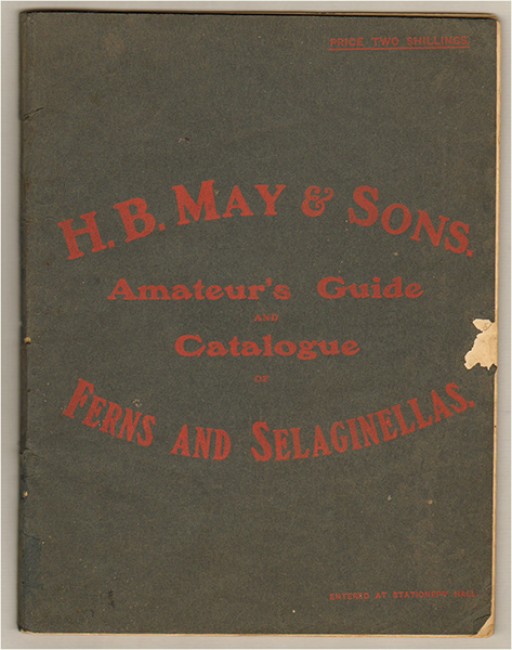 PRICE TWO SHILLINGS
H. B. MAY & SONS.
Amateur's Guide
AND
Catalogue
OF
FERNS AND SELAGINELLAS.
ENTERED AT STATIONERS' HALL